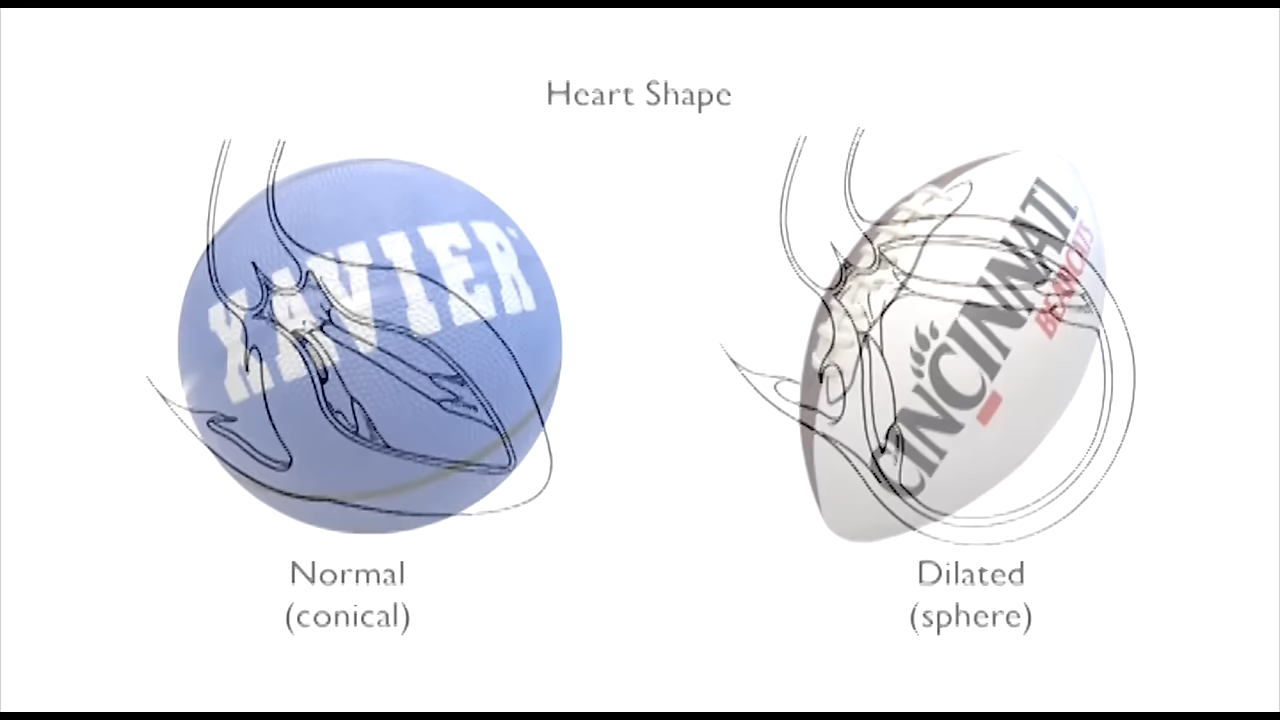 Heart Shape
XAVIER
CINCINNATI
BEARCATS
Normal
(conical)
Dilated
(sphere)